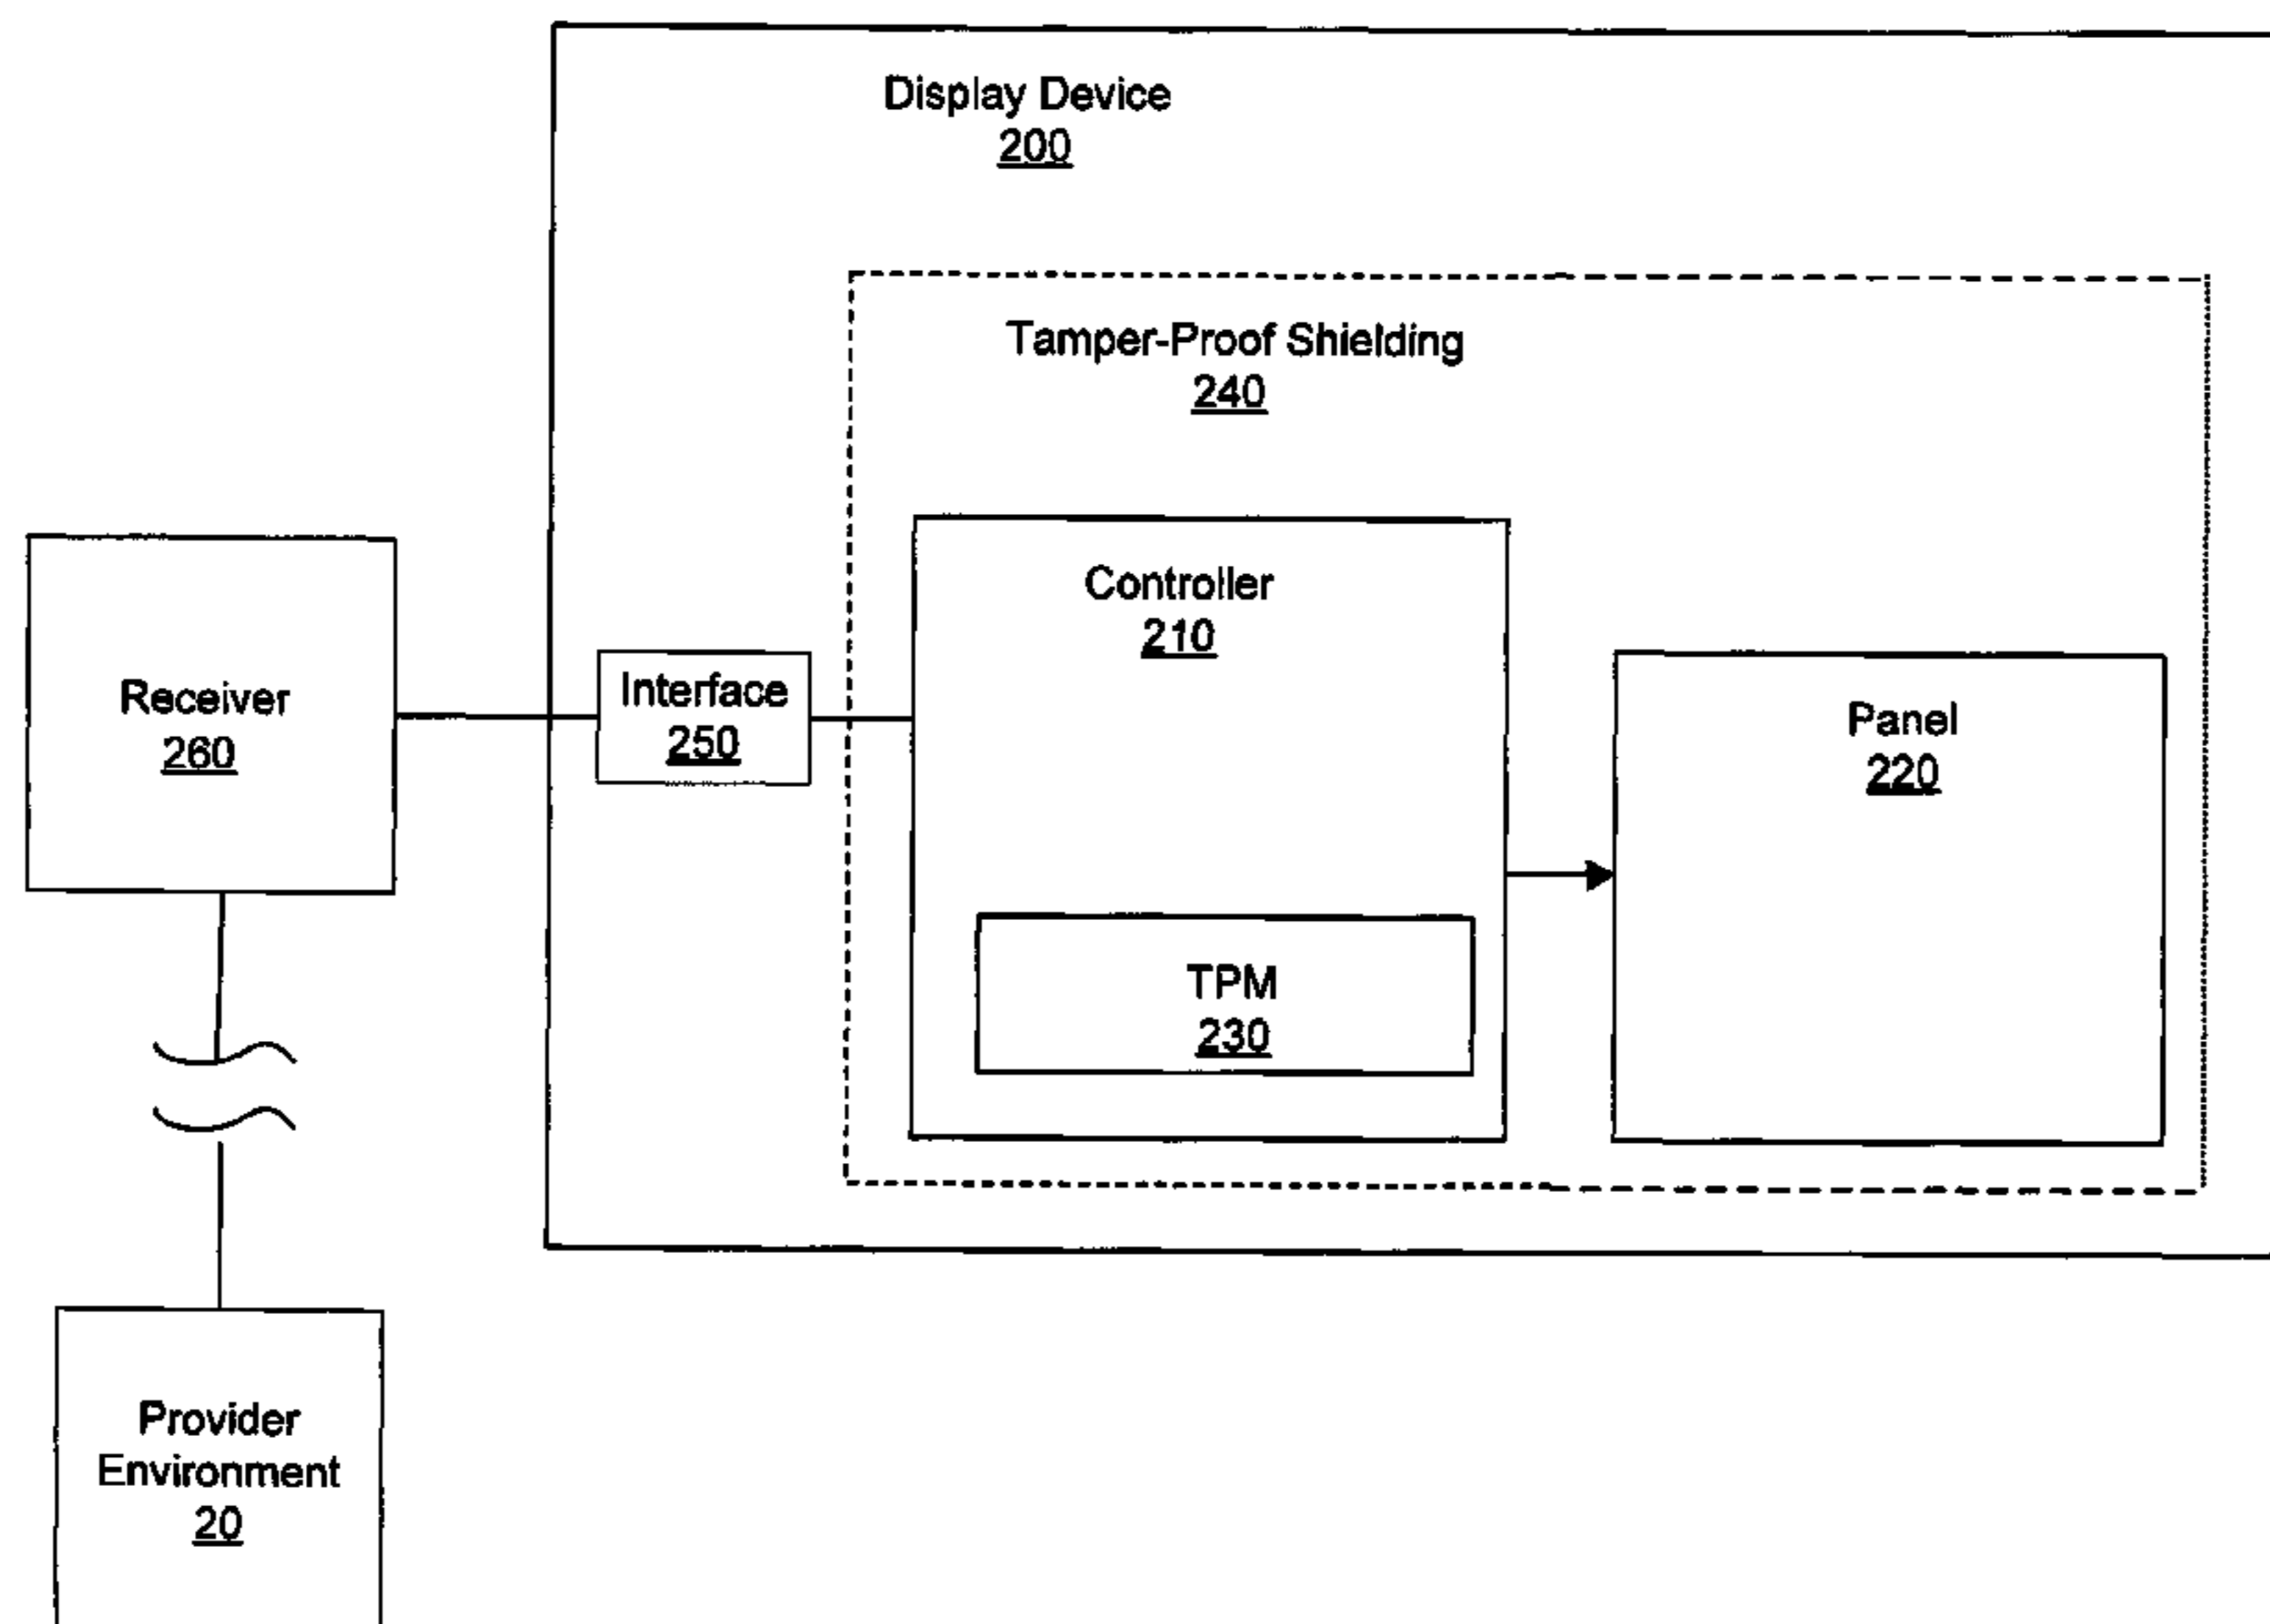 Display Device
200
Tamper-Proof Shielding
240
Controller
210
Receiver
260
Interface
250
Panel
220
TPM
230
Provider
Environment
20